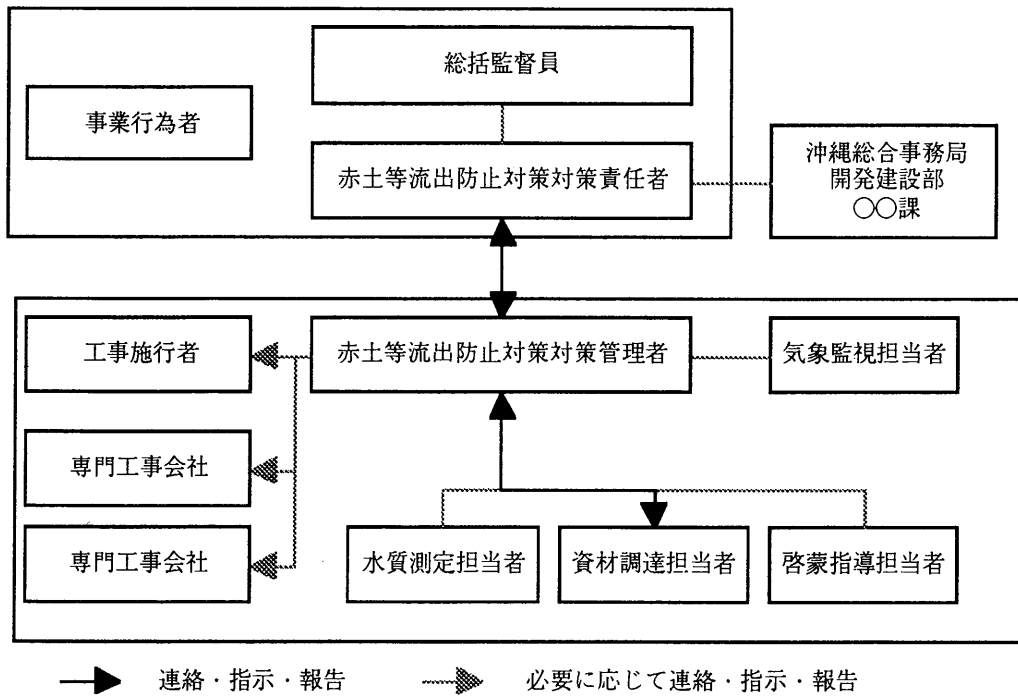 総括監督員
事業行為者
赤土等流出防止対策対策責任者
沖縄総合事務局
開発建設部
○○課
工事施行者
赤土等流出防止対策対策管理者
気象監視担当者
専門工事会社
専門工事会社
水質測定担当者
資材調達担当者
啓蒙指導担当者
連絡・指示・報告
必要に応じて連絡・指示・報告